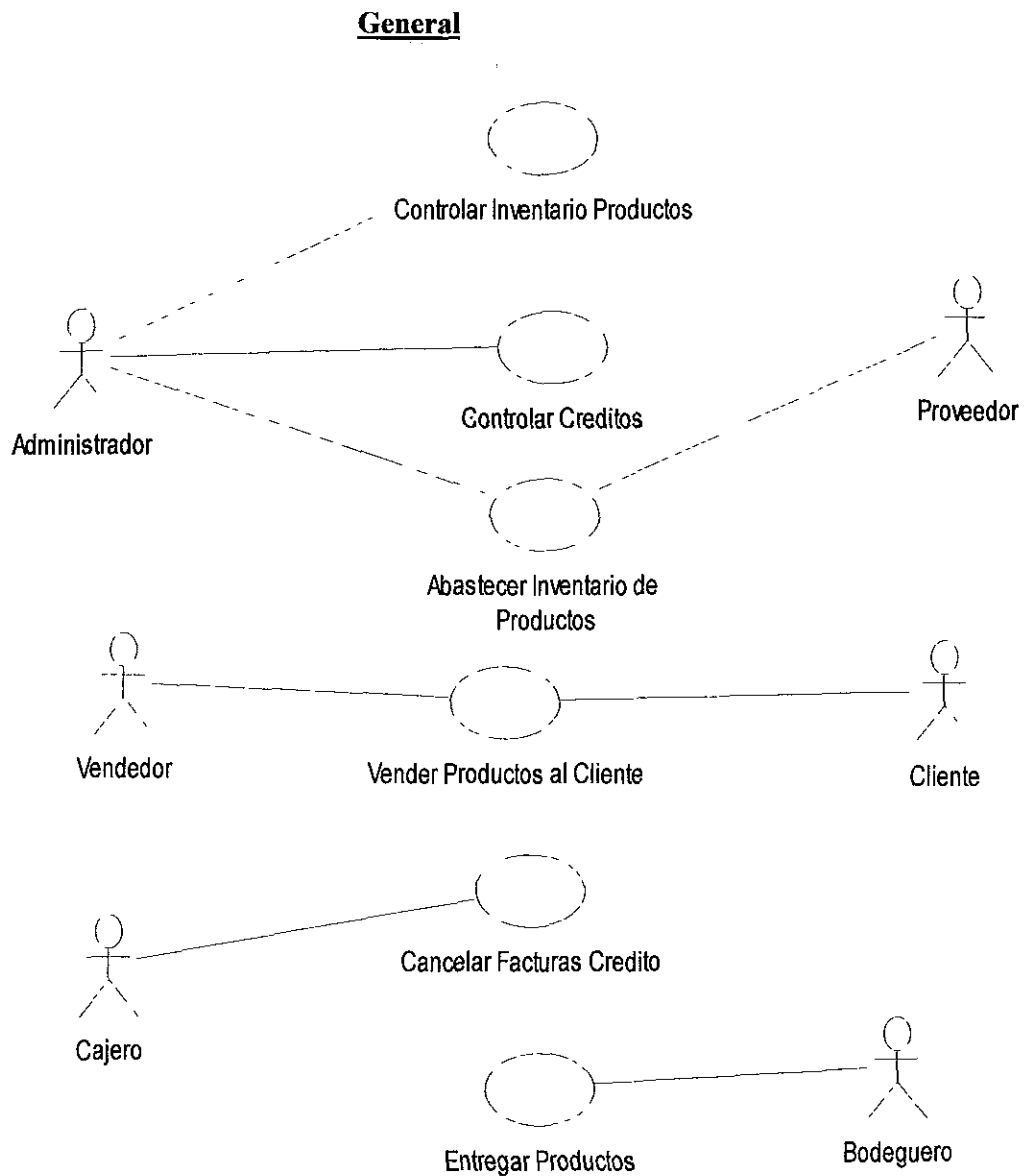 General
Controlar Inventario Productos
Administrador
Controlar Creditos
Proveedor
Abastecer Inventario de
Productos
Vendedor
Vender Productos al Cliente
Cliente
Cancelar Facturas Credito
Cajero
Entregar Productos
Bodeguero